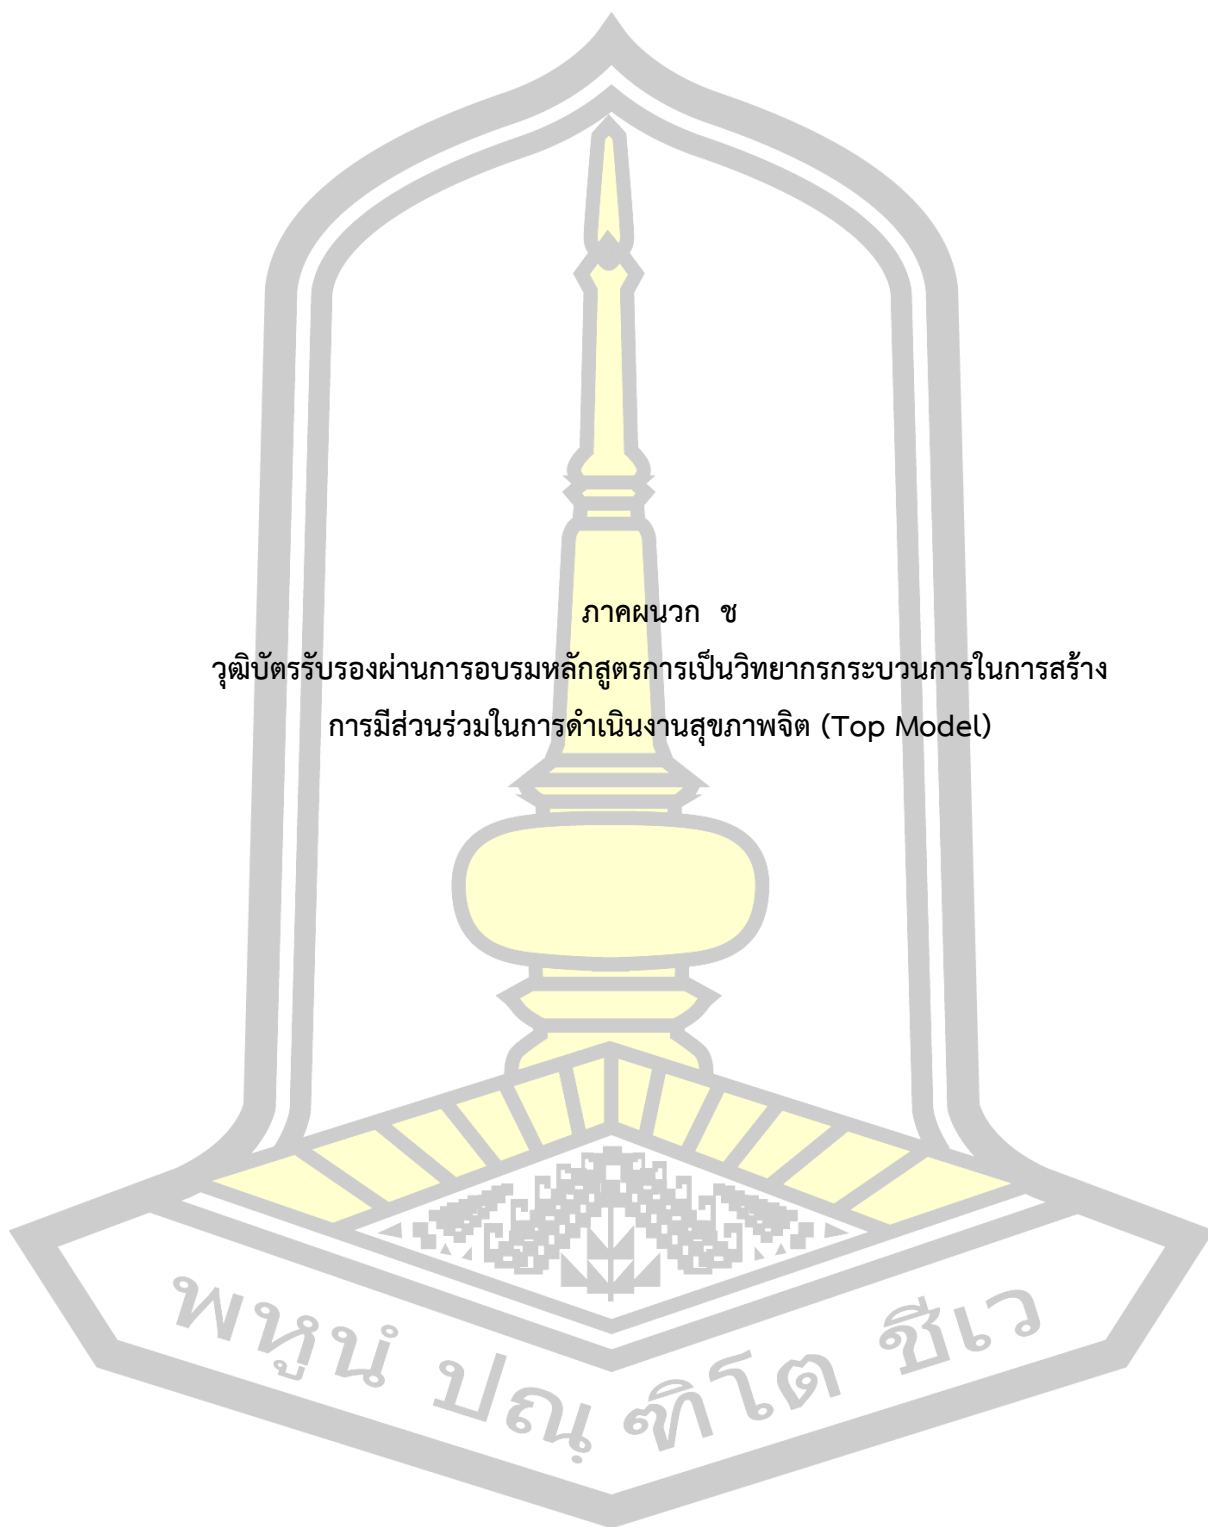 ภาคผนวก ช
วุฒิบัตรรับรองผ่านการอบรมหลักสูตรการเป็นวิทยากรกระบวนการในการสร้าง
การมีส่วนร่วมในการดำเนินงานสุขภาพจิต (Top Model)
พหูนํ ปณฺฑิโต ชีเว